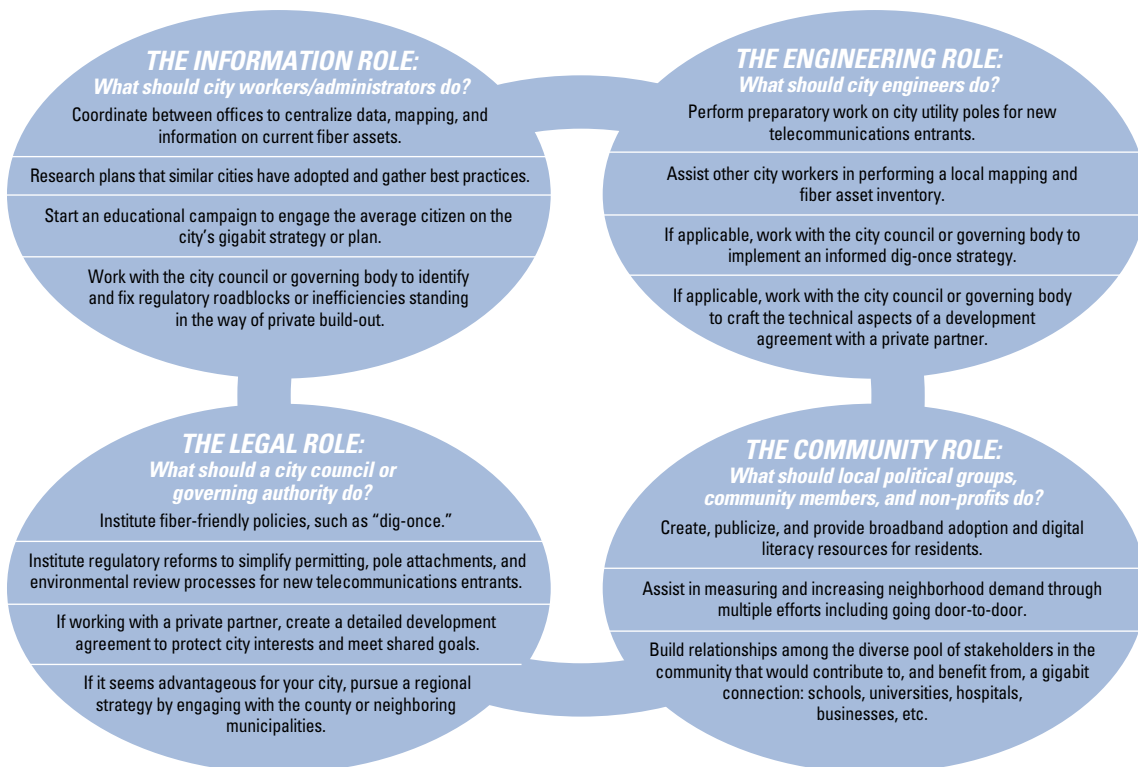 THE INFORMATION ROLE:
What should city workers/administrators do?
Coordinate between offices to centralize data, mapping, and
information on current fiber assets.
Research plans that similar cities have adopted and gather best practices.
Start an educational campaign to engage the average citizen on the
city's gigabit strategy or plan.
Work with the city council or governing body to identify
and fix regulatory roadblocks or inefficiencies standing
in the way of private build-out.
THE ENGINEERING ROLE:
What should city engineers do?
Perform preparatory work on city utility poles for new
telecommunications entrants.
Assist other city workers in performing a local mapping and
fiber asset inventory.
If applicable, work with the city council or governing body to
implement an informed dig-once strategy.
If applicable, work with the city council or governing body
to craft the technical aspects of a development
agreement with a private partner.
THE LEGAL ROLE:
What should a city council or
governing authority do?
Institute fiber-friendly policies, such as “dig-once.”
Institute regulatory reforms to simplify permitting, pole attachments, and
environmental review processes for new telecommunications entrants.
If working with a private partner, create a detailed development
agreement to protect city interests and meet shared goals.
If it seems advantageous for your city, pursue a regional
strategy by engaging with the county or neighboring
municipalities.
THE COMMUNITY ROLE:
What should local political groups,
community members, and non-profits do?
Create, publicize, and provide broadband adoption and digital
literacy resources for residents.
Assist in measuring and increasing neighborhood demand through
multiple efforts including going door-to-door.
Build relationships among the diverse pool of stakeholders in the
community that would contribute to, and benefit from, a gigabit
connection: schools, universities, hospitals,
businesses, etc.